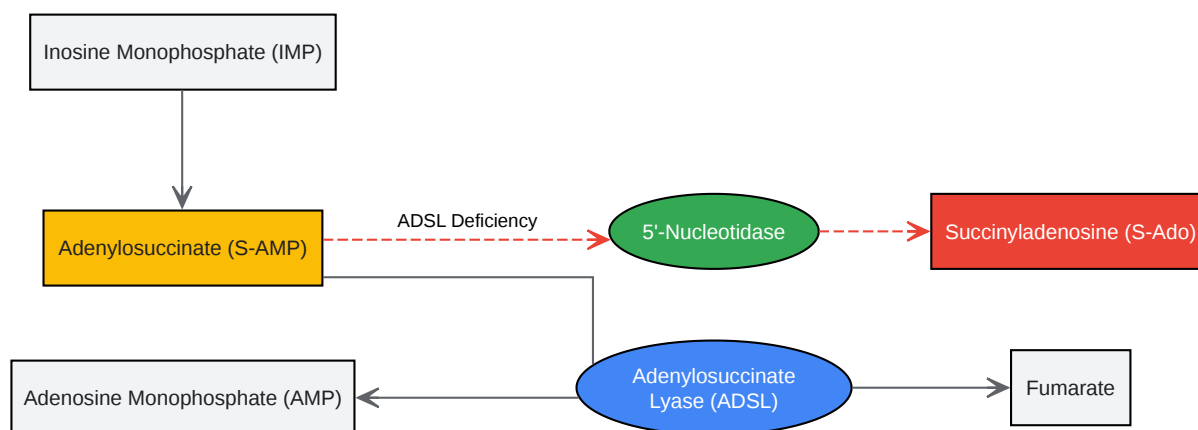 Inosine Monophosphate (IMP)
Adenylosuccinate (S-AMP)
ADSL Deficiency
5'-Nucleotidase
Succinyladenosine (S-Ado)
Adenosine Monophosphate (AMP)
Adenylosuccinate
Lyase (ADSL)
Fumarate